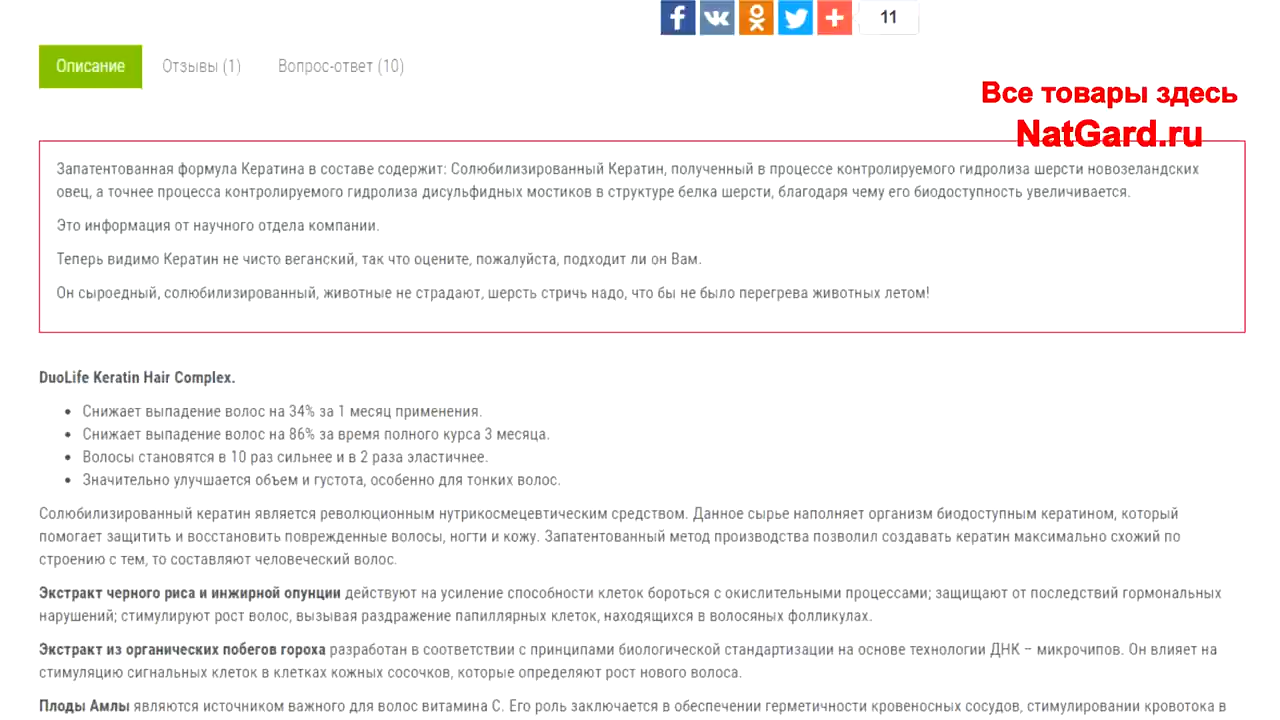 11
Описание Отзывы (1) Вопрос-ответ (10)
Все товары здесь
NatGard.ru
Запатентованная формула Кератина в составе содержит: Солюбилизированный Кератин, полученный в процессе контролируемого гидролиза шерсти новозеландских
овец, а точнее процесса контролируемого гидролиза дисульфидных мостиков в структуре белка шерсти, благодаря чему его биодоступность увеличивается.
Это информация от научного отдела компании.
Теперь видимо Кератин не чисто веганский, так что оцените, пожалуйста, подходит ли он Вам.
Он сыроедный, солюбилизированный, животные не страдают, шерсть стричь надо, что бы не было перегрева животных летом!
DuoLife Keratin Hair Complex.
• Снижает выпадение волос на 34% за 1 месяц применения.
• Снижает выпадение волос на 86% за время полного курса 3 месяца.
• Волосы становятся в 10 раз сильнее и в 2 раза эластичнее.
• Значительно улучшается объем и густота, особенно для тонких волос.
Солюбилизированный кератин является революционным нутрикосмецевтическим средством. Данное сырье наполняет организм биодоступным кератином, который
помогает защитить и восстановить поврежденные волосы, ногти и кожу. Запатентованный метод производства позволил создавать кератин максимально схожий по
строению с тем, то составляют человеческий волос.
Экстракт черного риса и инжирной опунции действуют на усиление способности клеток бороться с окислительными процессами; защищают от последствий гормональных
нарушений; стимулируют рост волос, вызывая раздражение папиллярных клеток, находящихся в волосяных фолликулах.
Экстракт из органических побегов гороха разработан в соответствии с принципами биологической стандартизации на основе технологии ДНК – микрочипов. Он влияет на
стимуляцию сигнальных клеток в клетках кожных сосочков, которые определяют рост нового волоса.
Плоды Амлы являются источником важного для волос витамина С. Его роль заключается в обеспечении герметичности кровеносных сосудов, стимулировании кровотока в